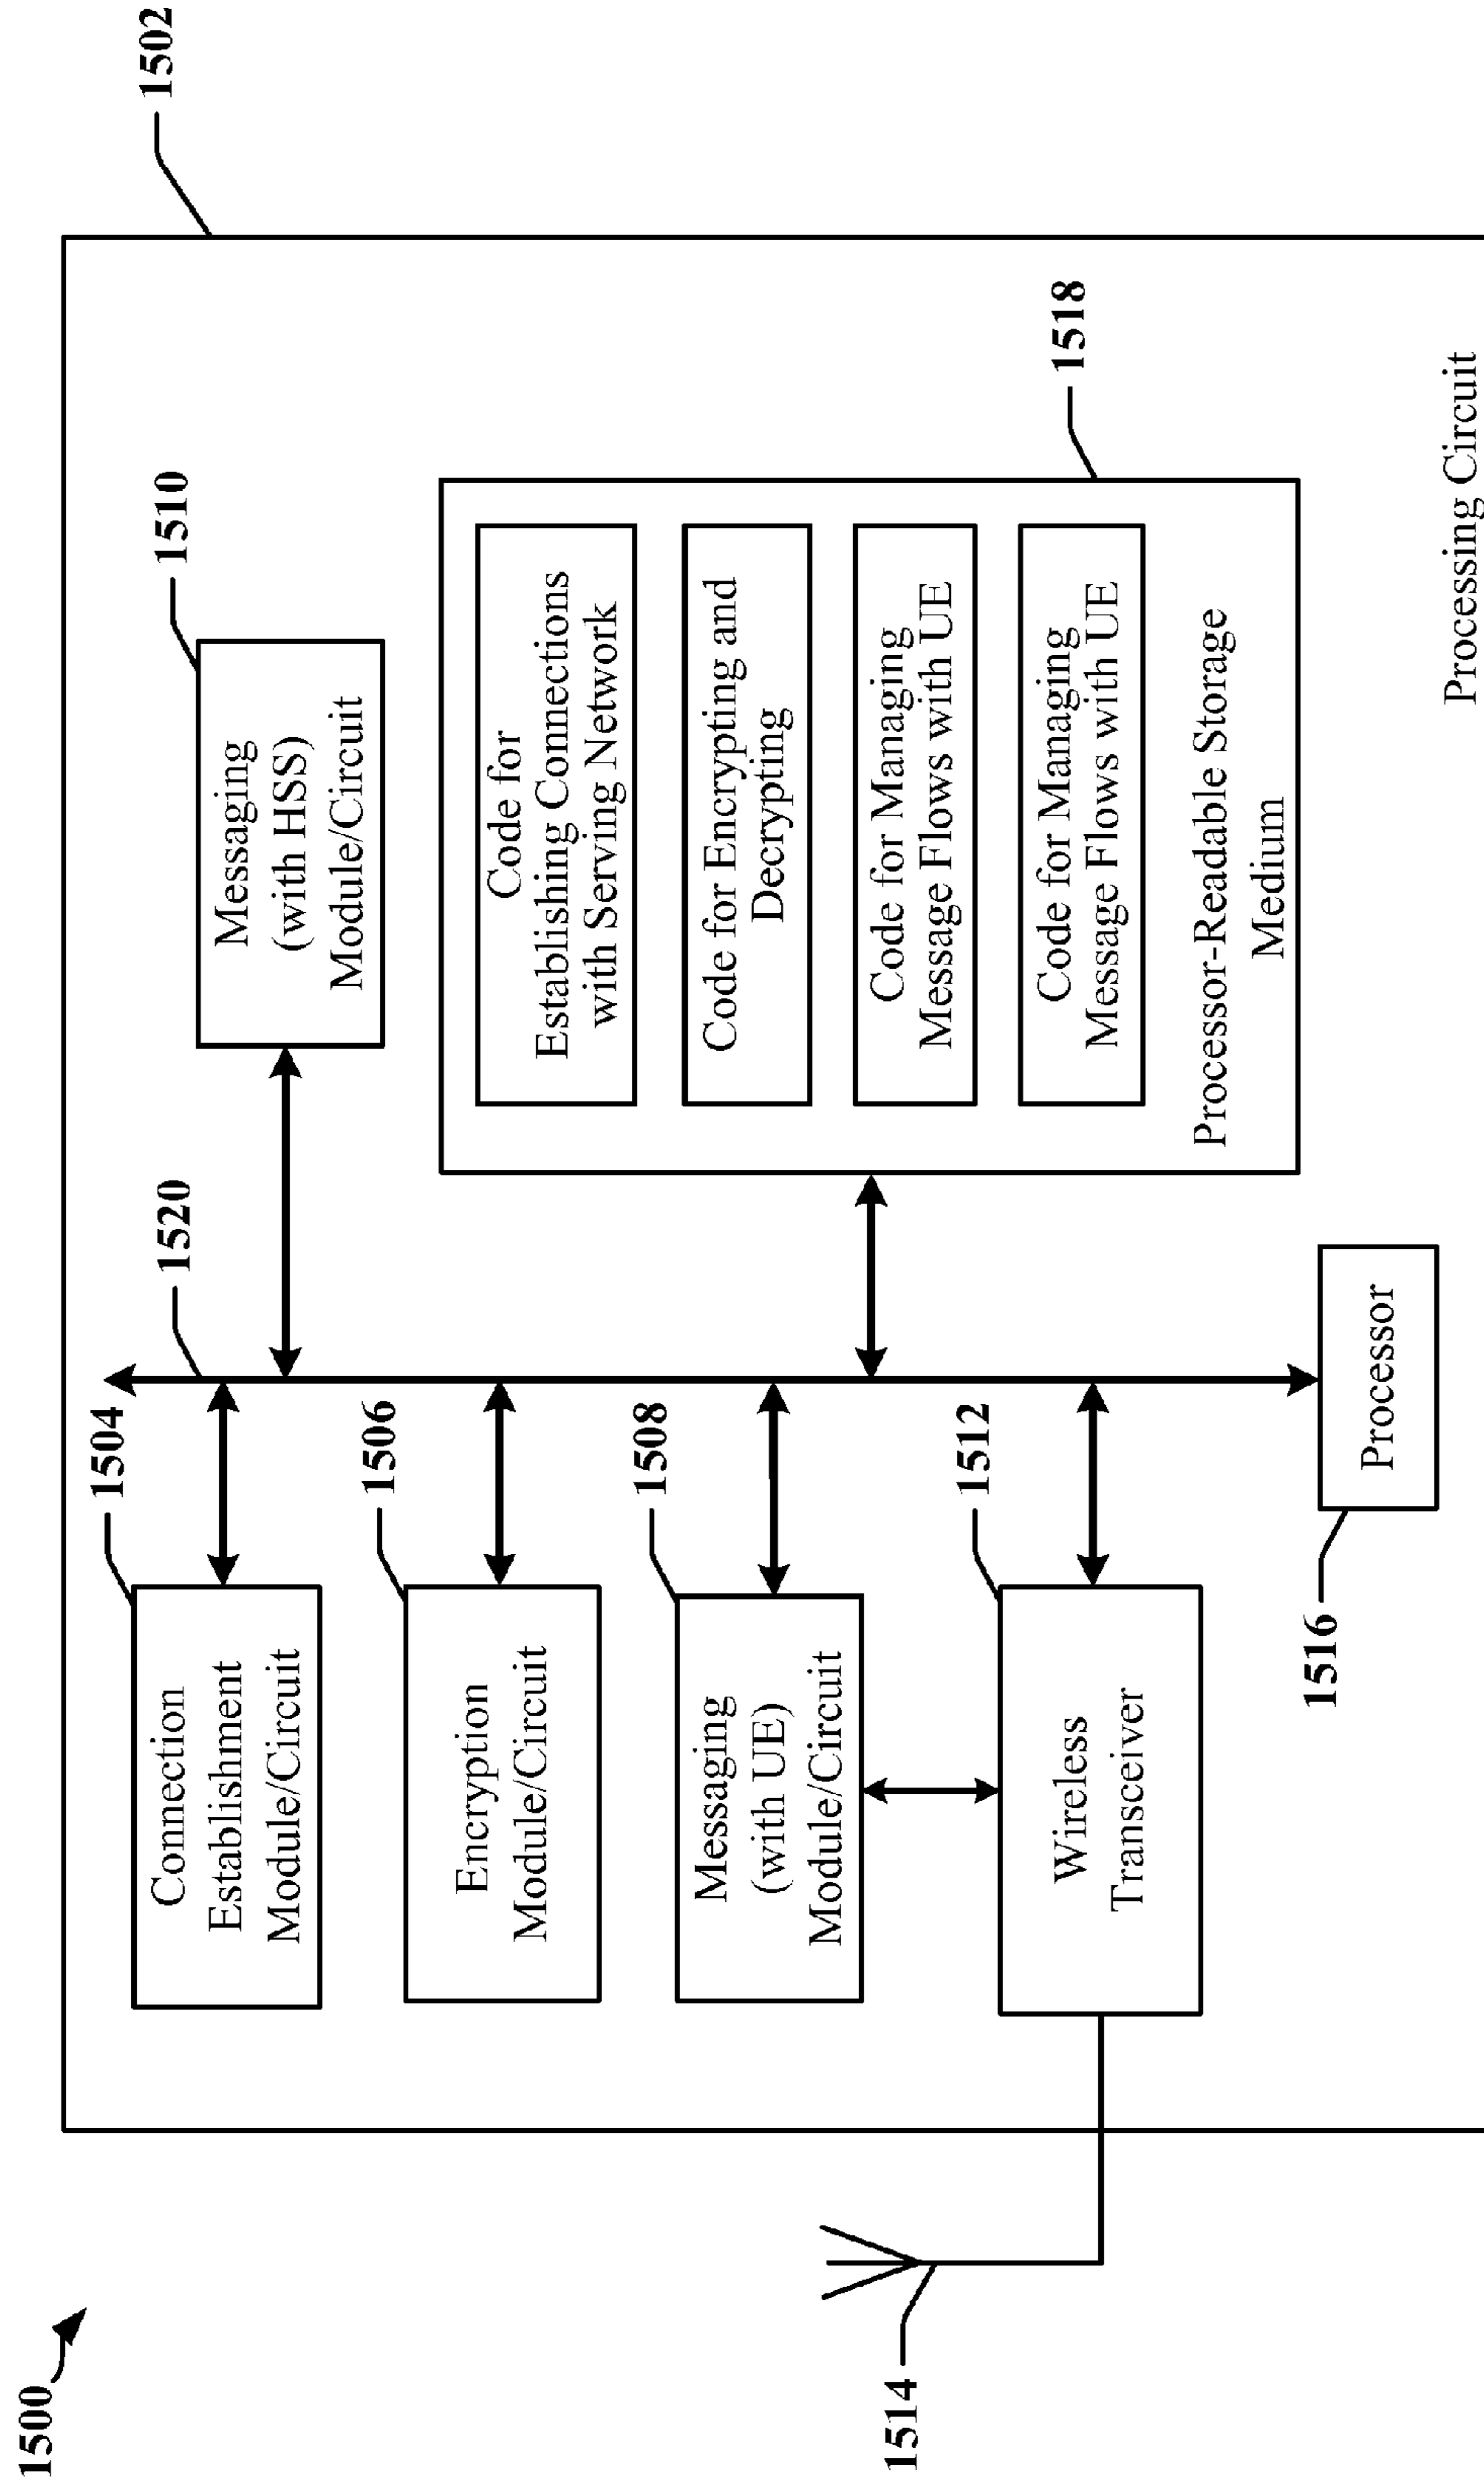 1500
1502
1504
Connection
Establishment
Module/Circuit
1520
1510
Messaging
(with HSS)
Module/Circuit
1506
Encryption
Module/Circuit
1508
Messaging
(with UE)
Module/Circuit
1512
Wireless
Transceiver
1514
1518
Code for
Establishing Connections
with Serving Network
Code for Encrypting and
Decrypting
Code for Managing
Message Flows with UE
Code for Managing
Message Flows with UE
Processor-Readable Storage
Medium
1516
Processor
Processing Circuit